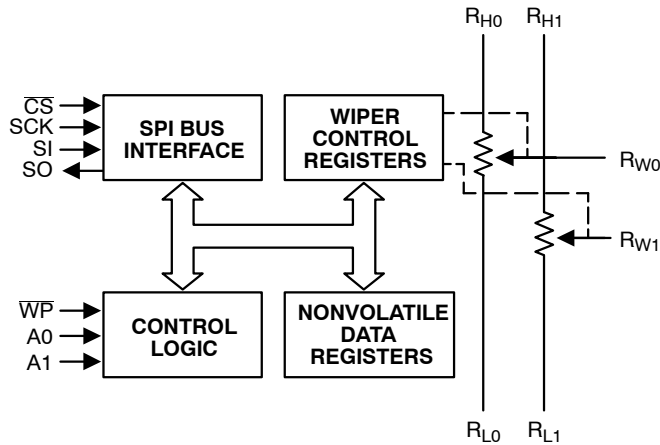 RH0 RH1
CS
SCK
SI
SO
SPI BUS
INTERFACE
WIPER
CONTROL
REGISTERS
RW0
RW1
WP
A0
A1
CONTROL
LOGIC
NONVOLATILE
DATA
REGISTERS
RL0 RL1